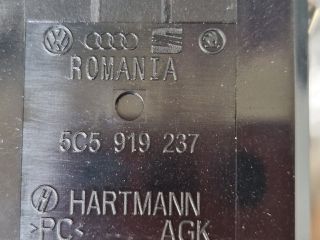 ROMANIA
5C5 919 237
HARTMANN
>PC< AGK